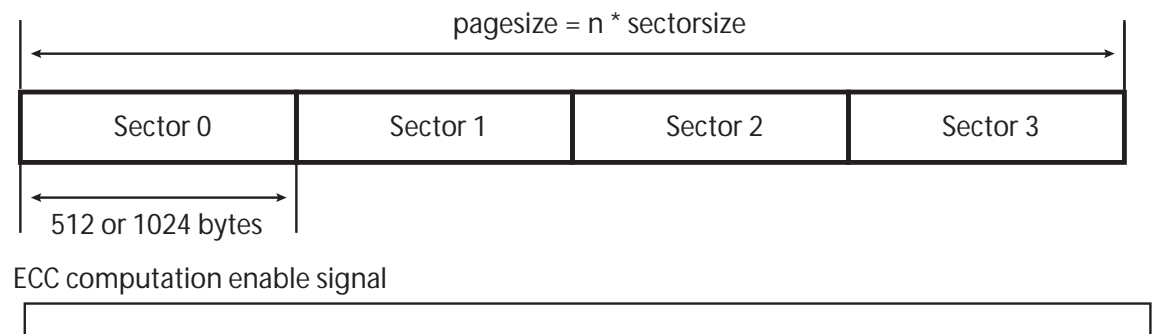 pagesize = n * sectorsize
Sector 0 Sector 1 Sector 2 Sector 3
512 or 1024 bytes
ECC computation enable signal